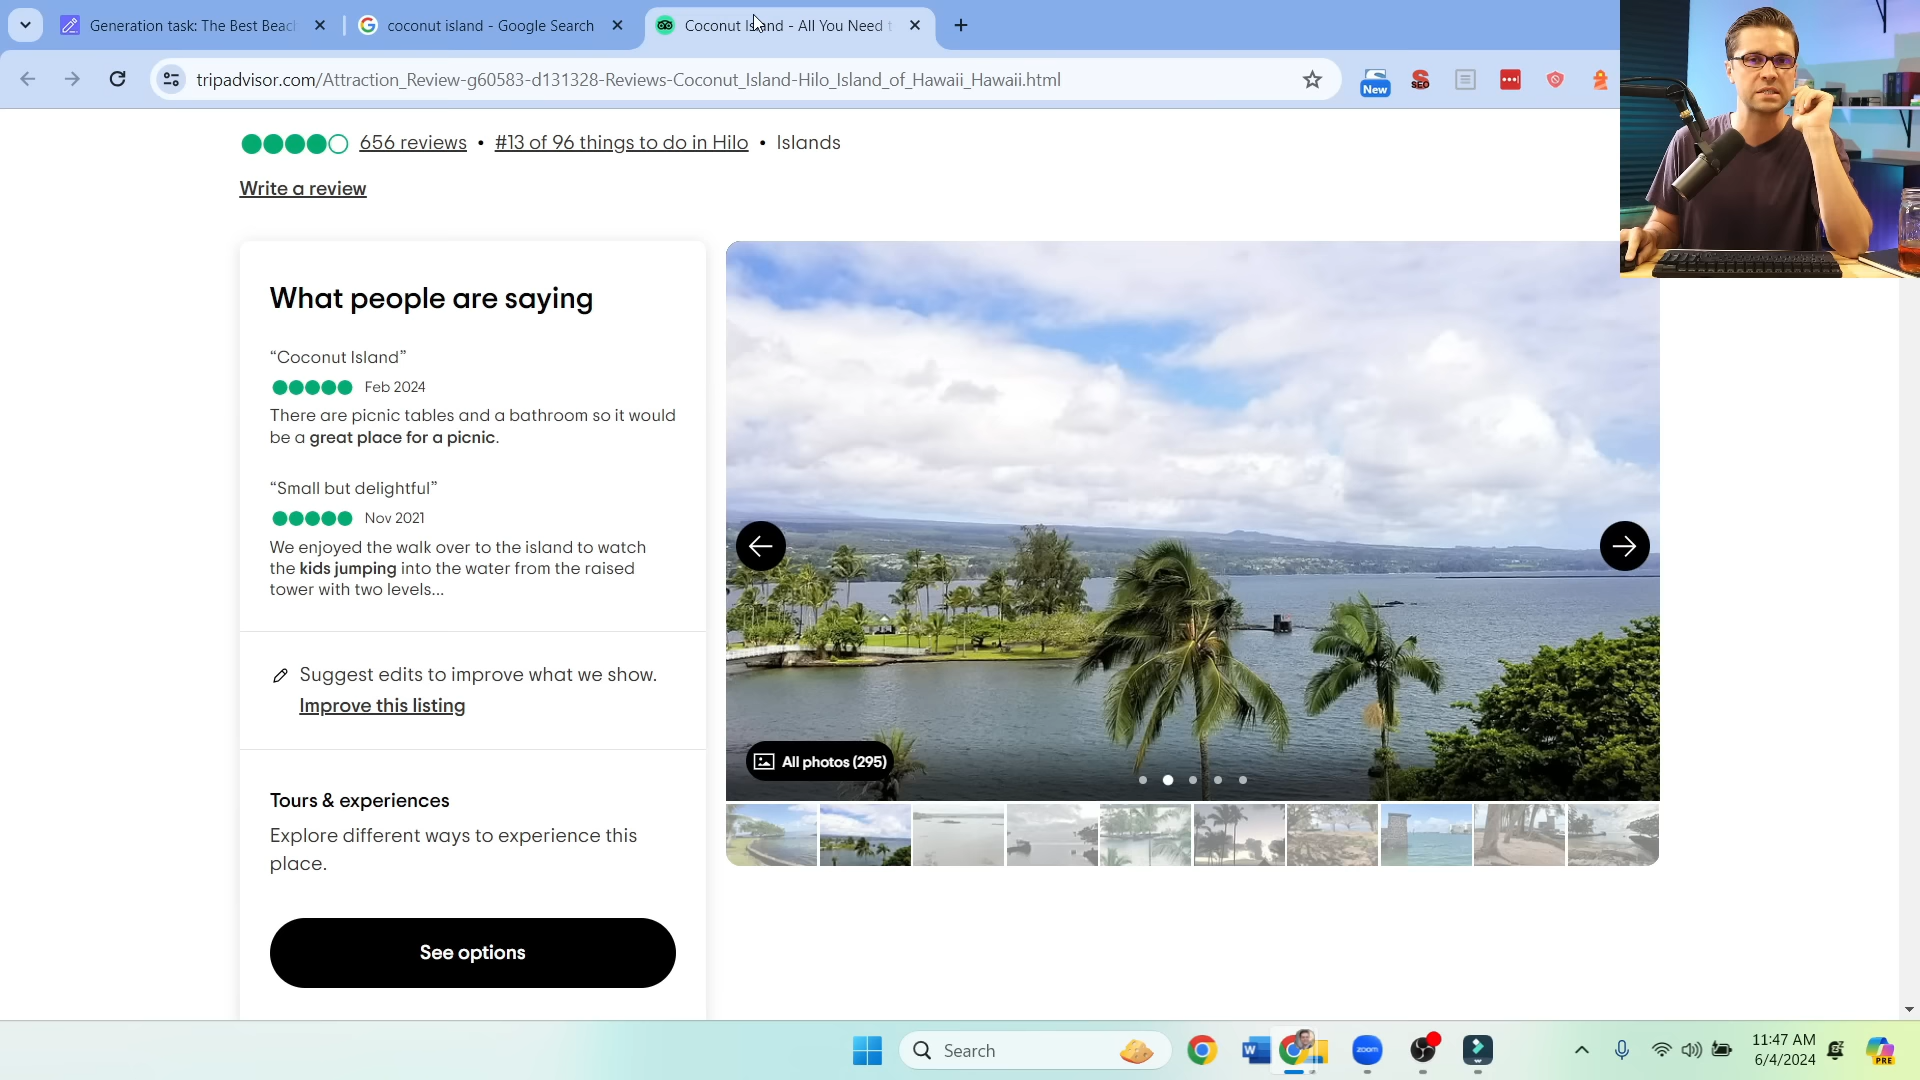 Generation task: The Best Beac
coconut island - Google Search
Coconut Island - All You Need t
tripadvisor.com/Attraction_Review-g60583-d131328-Reviews-Coconut_Island-Hilo_Island_of_Hawaii_Hawaii.html
New
SEO
656 reviews • #13 of 96 things to do in Hilo • Islands
Write a review
What people are saying
“Coconut Island”
Feb 2024
There are picnic tables and a bathroom so it would
be a great place for a picnic.
“Small but delightful”
Nov 2021
We enjoyed the walk over to the island to watch
the kids jumping into the water from the raised
tower with two levels...
Suggest edits to improve what we show.
Improve this listing
All photos (295)
Tours & experiences
Explore different ways to experience this
place.
See options
Search
W
zoom
11:47 AM
6/4/2024
PRE